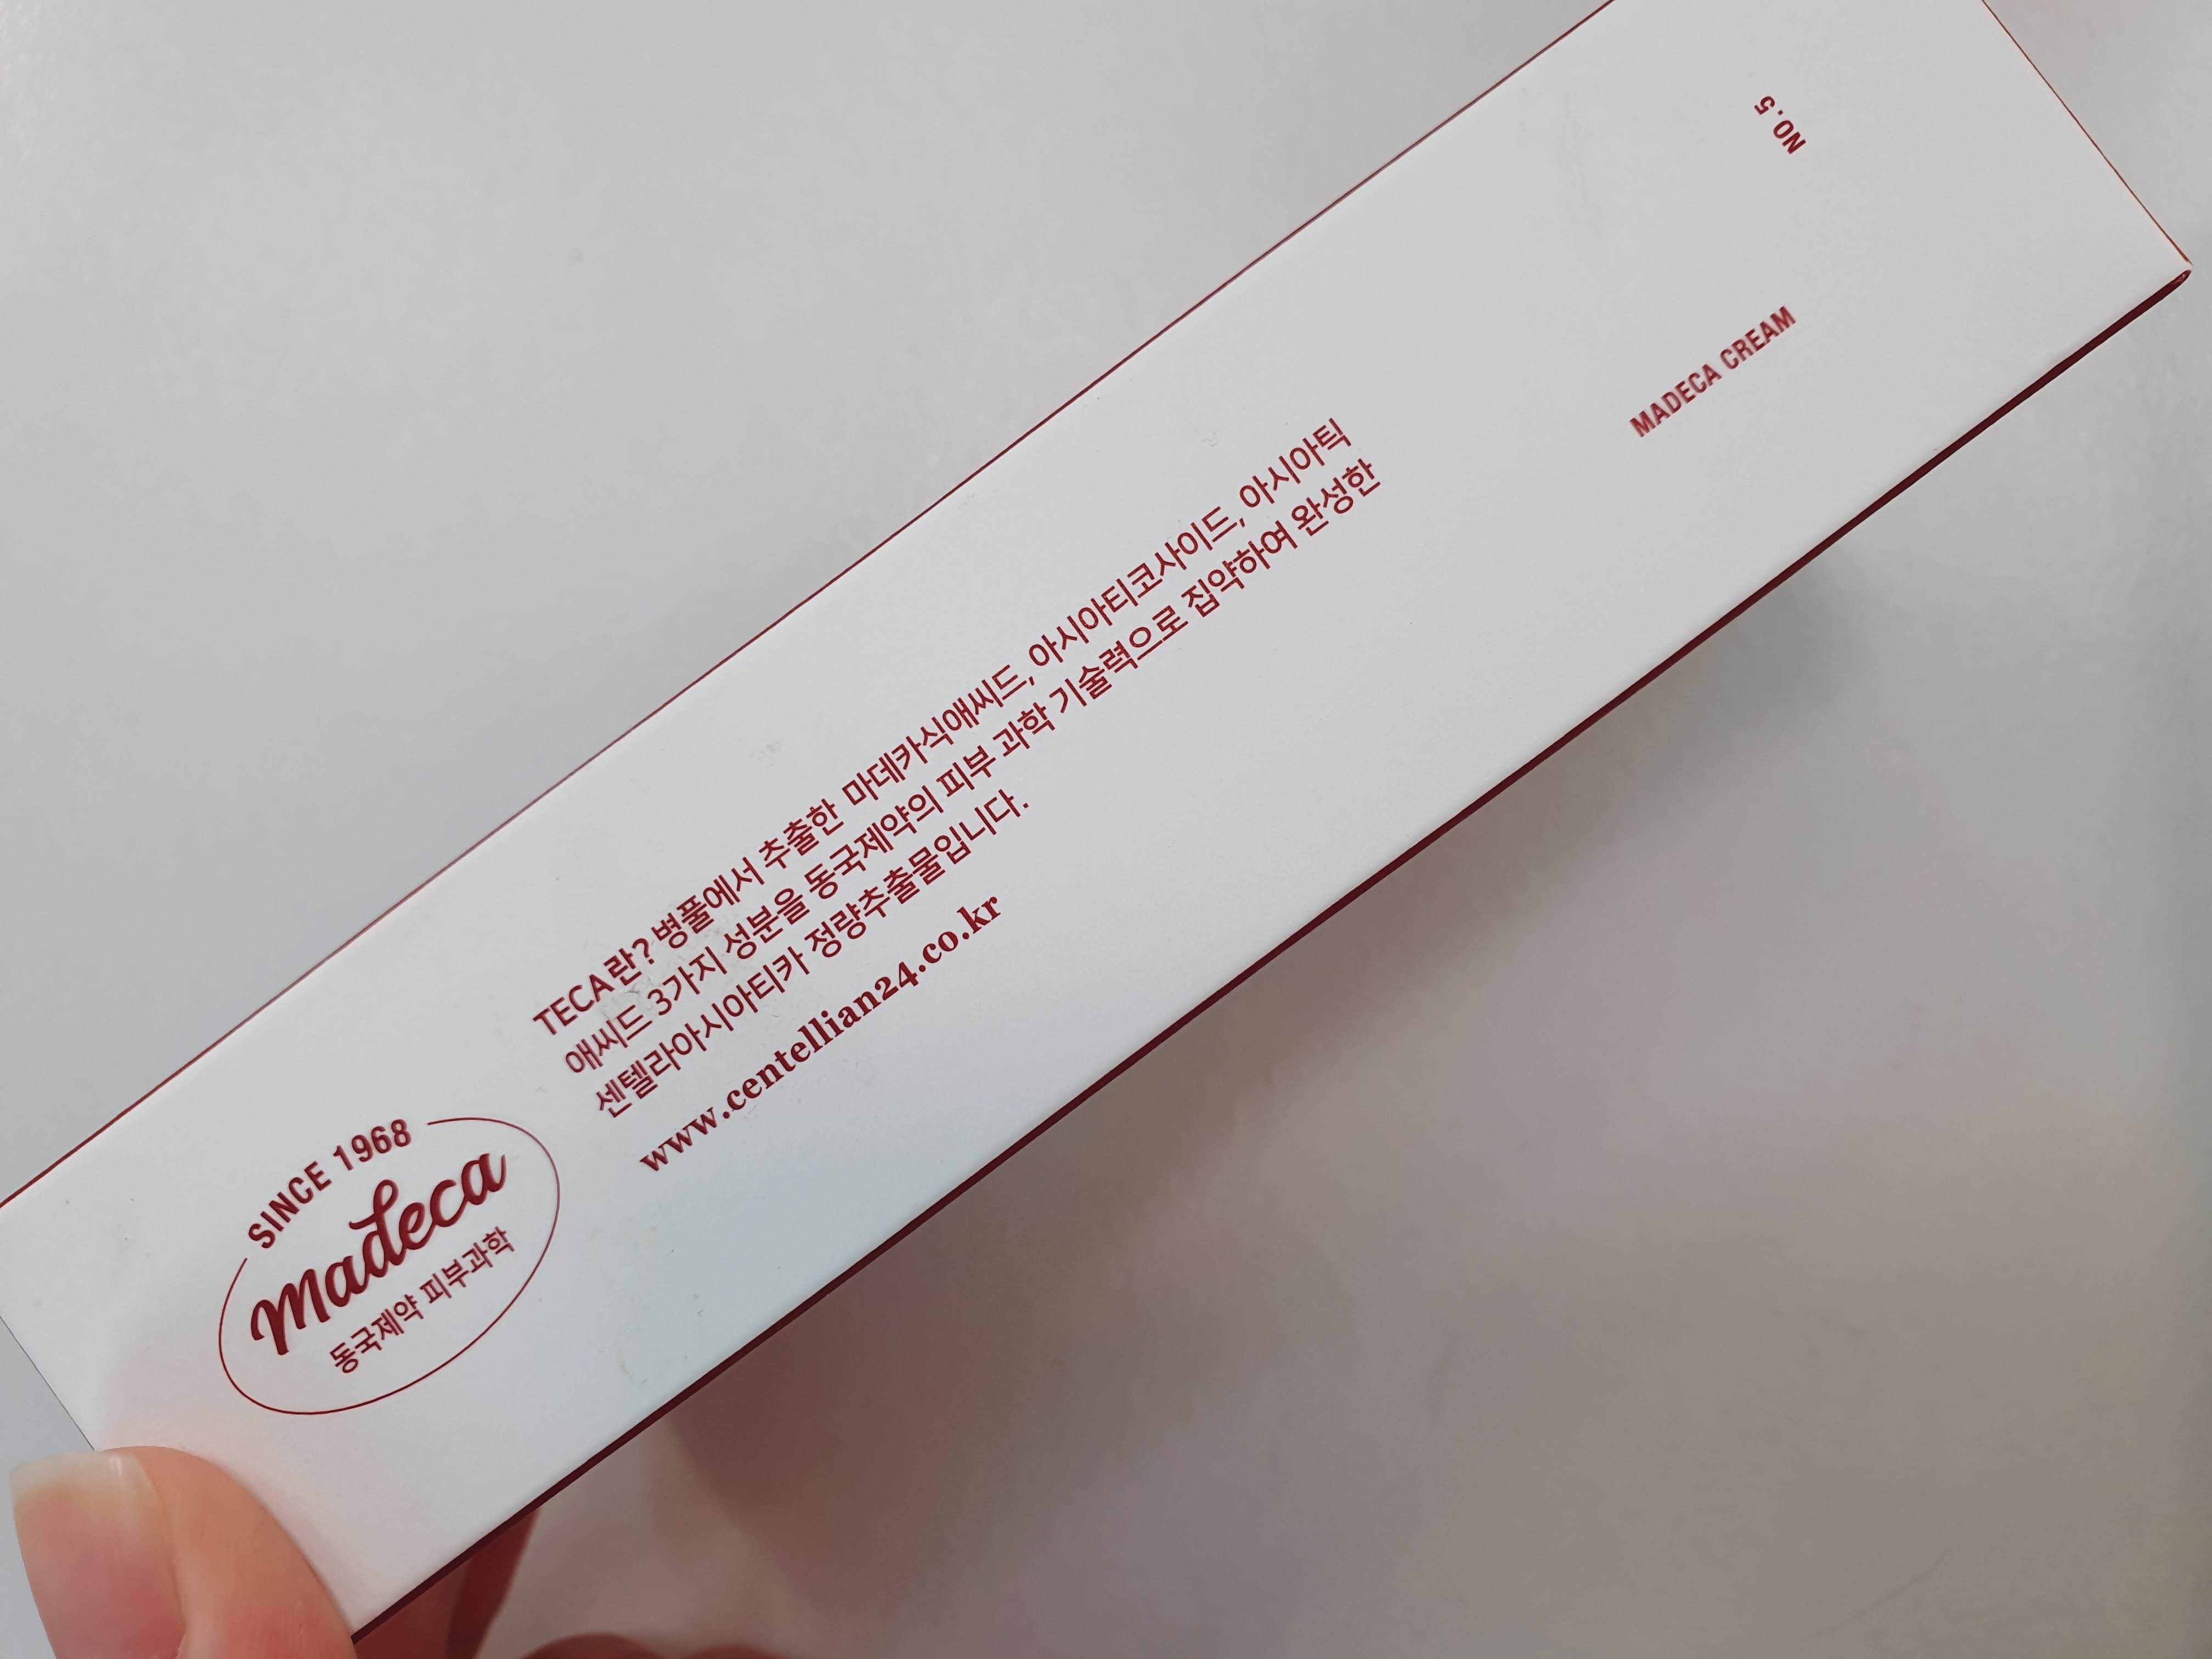 NO.5
MADECA CREAM
TECA란? 병풀에서 추출한 마데카식애씨드, 아시아티코사이드, 아시아틱
애씨드 3가지 성분을 동국제약의 피부 과학 기술력으로 집약하여 완성한
센텔라아시아티카 정량추출물입니다.
www.centellian24.co.kr
SINCE 1968
madeca
동국제약 피부과학